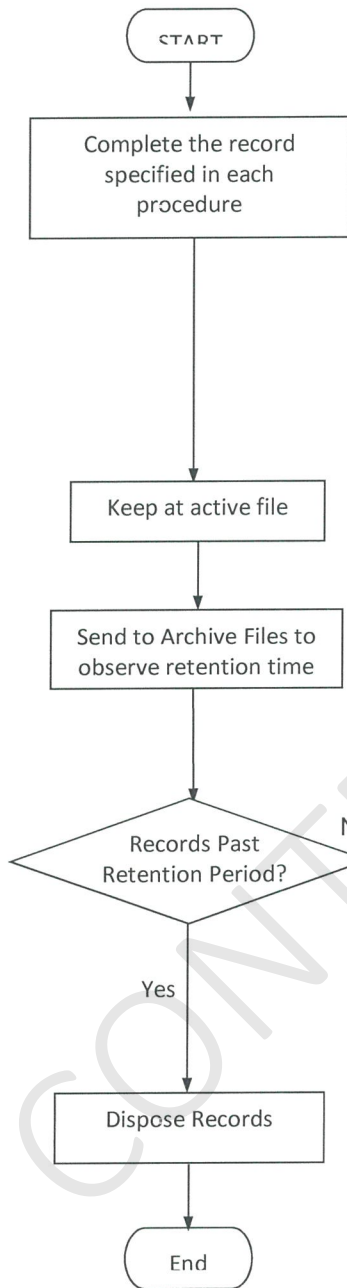 START
Complete the record
specified in each
procedure
Keep at active file
Send to Archive Files to
observe retention time
Records Past
Retention Period?
N
Yes
Dispose Records
End
CONT